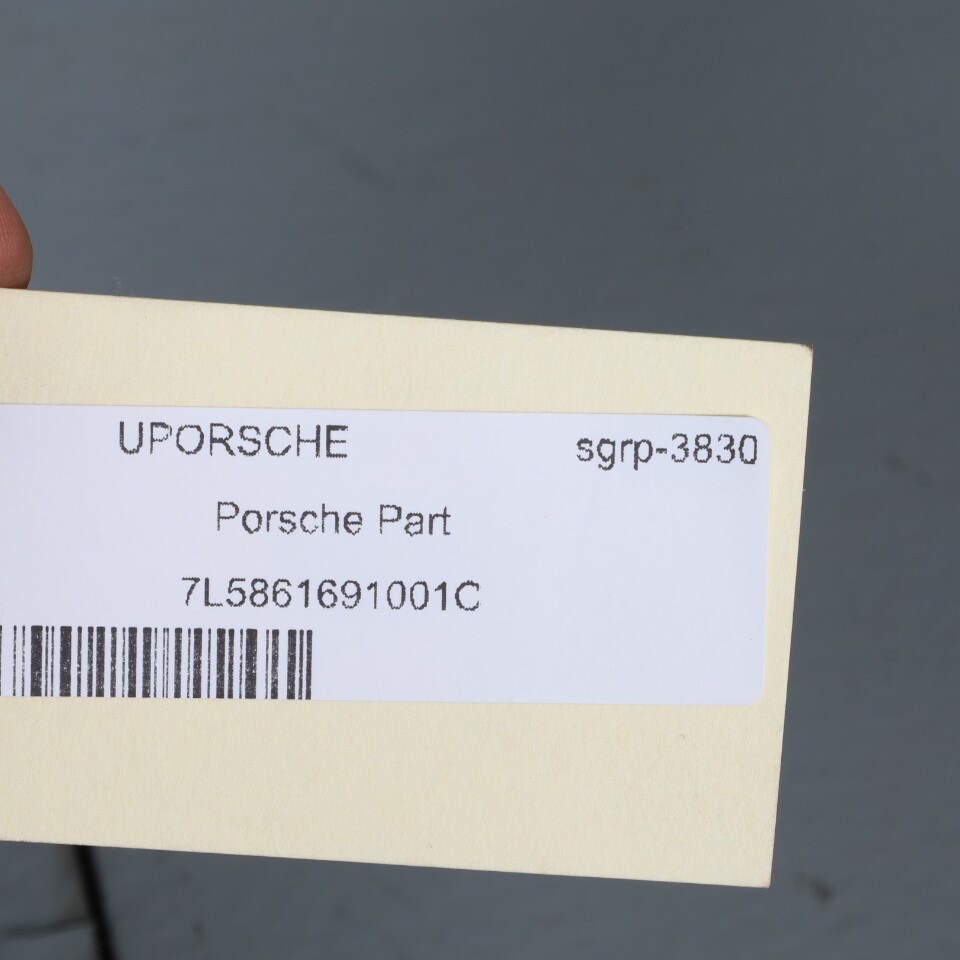 UPORSCHE sgrp-3830
Porsche Part
7L5861691001C